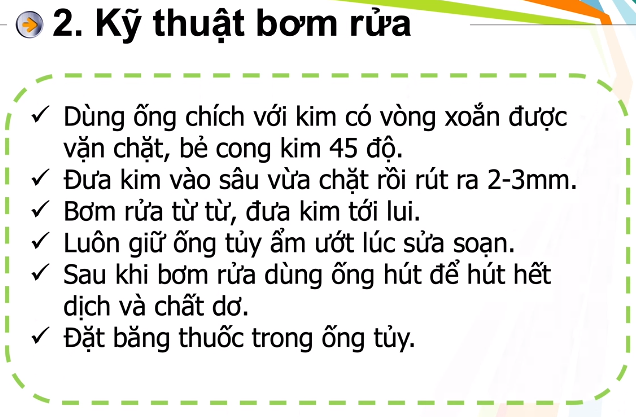 2. Kỹ thuật bơm rửa
✓ Dùng ống chích với kim có vòng xoắn được
vặn chặt, bẻ cong kim 45 độ.
✓ Đưa kim vào sâu vừa chặt rồi rút ra 2-3mm.
✓ Bơm rửa từ từ, đưa kim tới lui.
✓ Luôn giữ ống tủy ẩm ướt lúc sửa soạn.
✓ Sau khi bơm rửa dùng ống hút để hút hết
dịch và chất dơ.
✓ Đặt băng thuốc trong ống tủy.